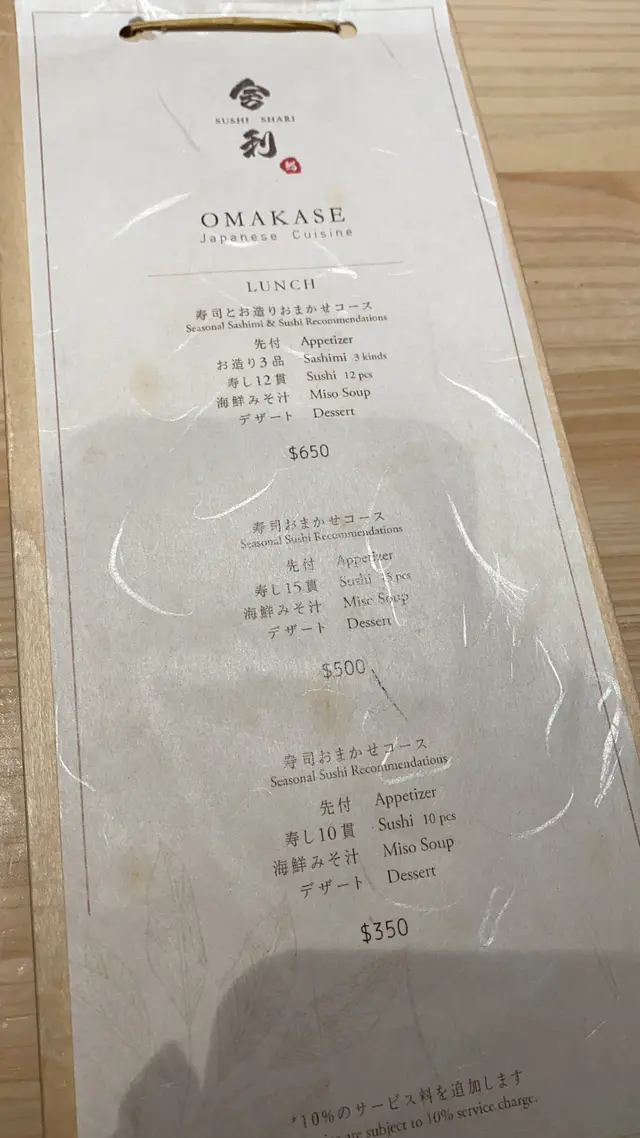 舍
SUSHI SHARI
利
OMAKASE
Japanese Cuisine
LUNCH
寿司とお造りおまかせコース
Seasonal Sashimi & Sushi Recommendations
先付 Appetizer
お造り3品 Sashimi 3 kinds
寿し12貫 Sushi 12 pcs
海鮮みそ汁 Miso Soup
デザート Dessert
$650
寿司おまかせコース
Seasonal Sushi Recommendations
先付 Appetizer
寿し15貫 Sushi 15 pcs
海鮮みそ汁 Miso Soup
デザート Dessert
$500
寿司おまかせコース
Seasonal Sushi Recommendations
先付 Appetizer
寿し10貫 Sushi 10 pcs
海鮮みそ汁 Miso Soup
デザート Dessert
$350
*10%のサービス料を追加します
are subject to 10% service charge.